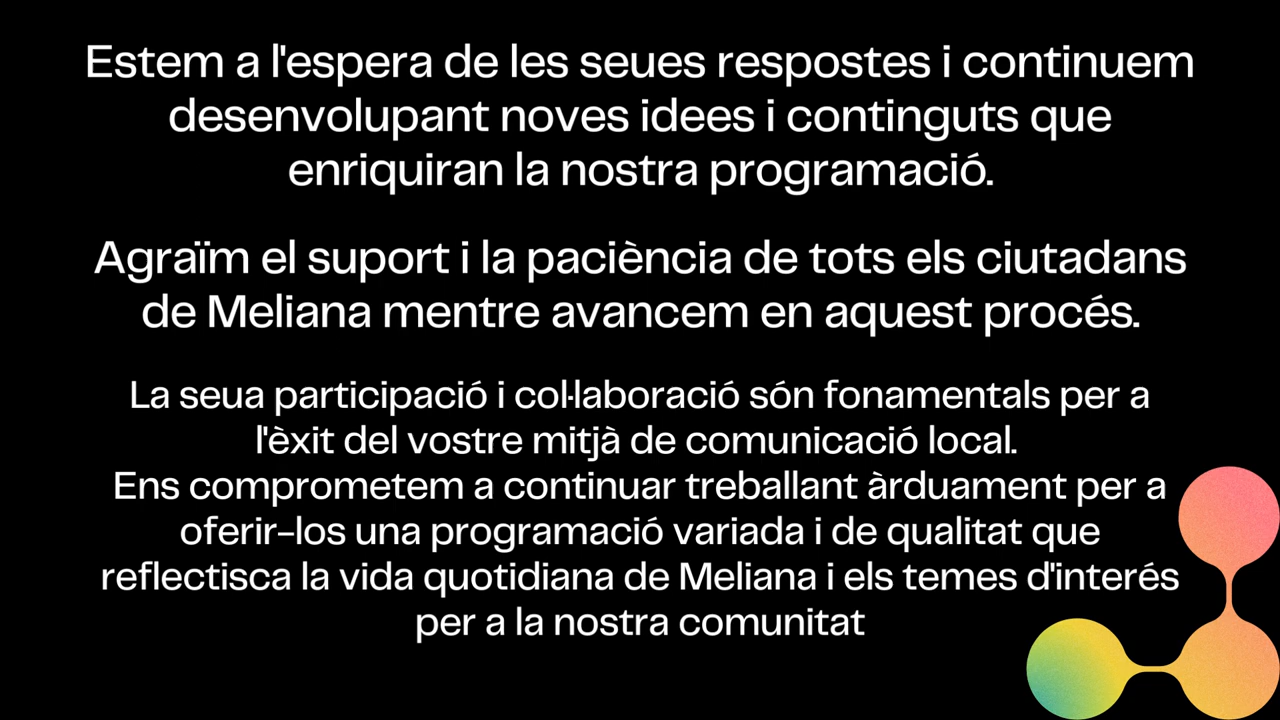 Estem a l'espera de les seues respostes i continuem
desenvolupant noves idees i continguts que
enriquiran la nostra programació.
Agraïm el suport i la paciència de tots els ciutadans
de Meliana mentre avancem en aquest procés.
La seua participació i col·laboració són fonamentals per a
l'èxit del vostre mitjà de comunicació local.
Ens comprometem a continuar treballant àrduament per a
oferir-los una programació variada i de qualitat que
reflectisca la vida quotidiana de Meliana i els temes d'interés
per a la nostra comunitat